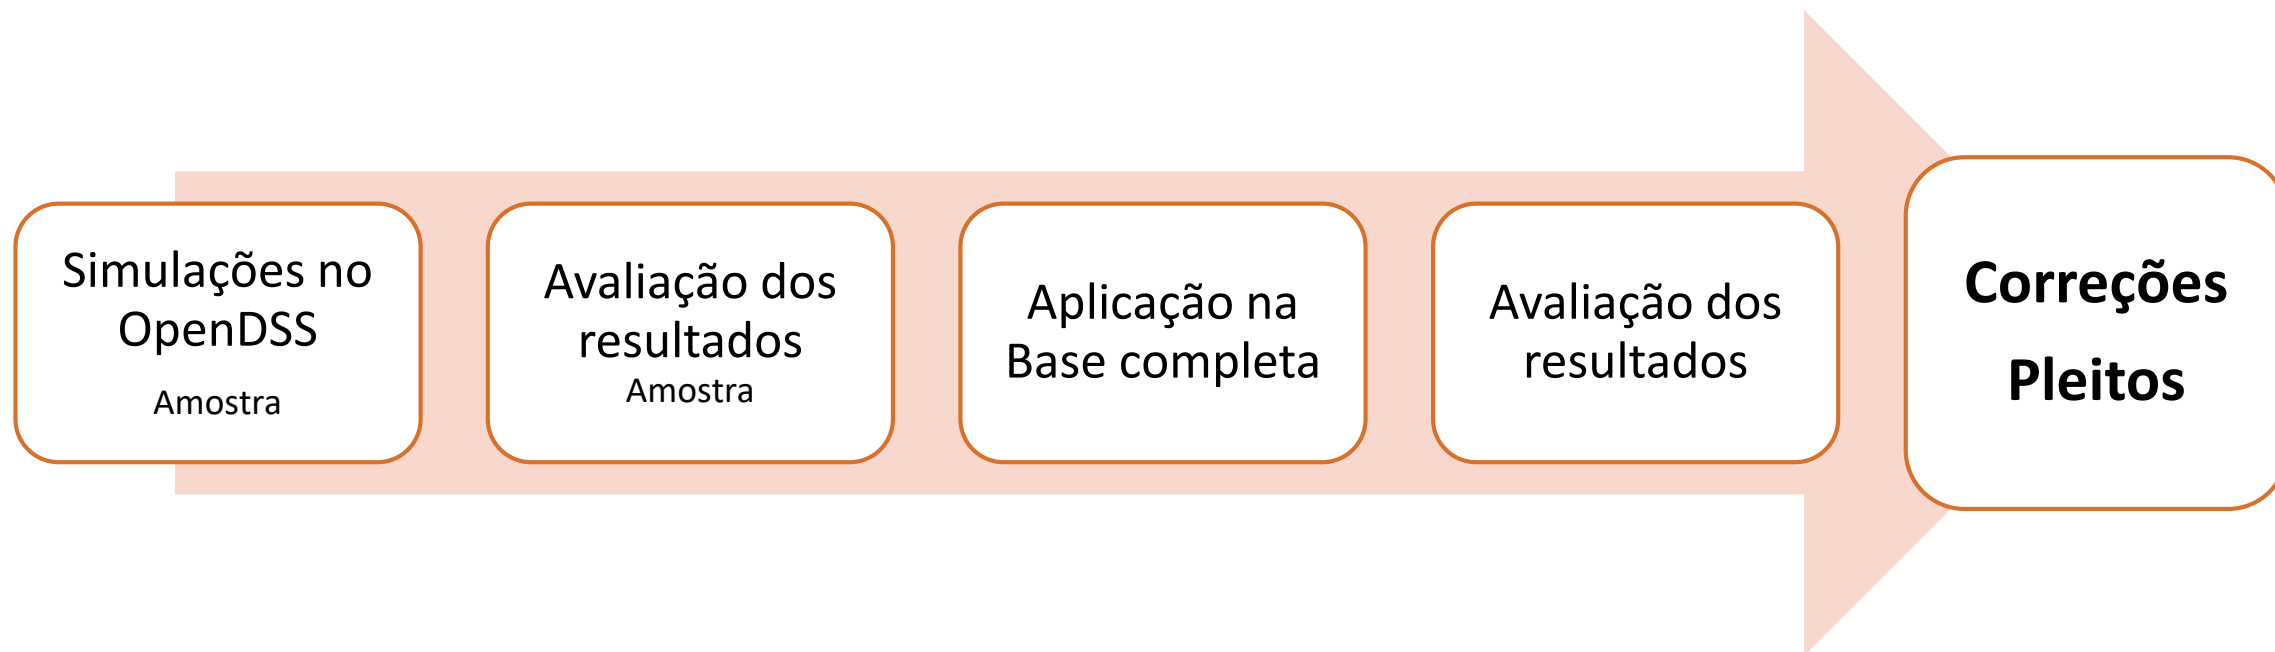 Simulações no
OpenDSS
Amostra
Avaliação dos
resultados
Amostra
Aplicação na
Base completa
Avaliação dos
resultados
Correções
Pleitos